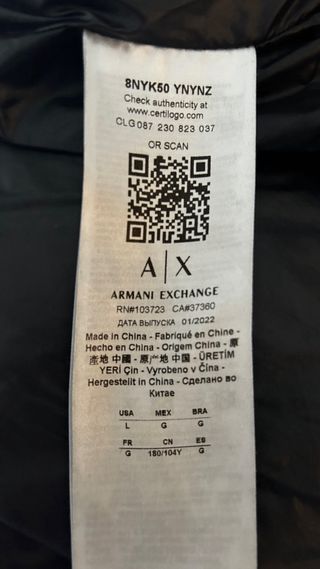 8NYK50 YNYNZ
Check authenticity at
www.certilogo.com
CLG 087 230 823 037
OR SCAN
A|X
ARMANI EXCHANGE
RN#103723 CA#37360
ДАТА ВЫПУСКА 01/2022
Made in China - Fabriqué en Chine -
Hecho en China - Origem China - 原
產地 中國 - 原产地 中国 - ÜRETİM
YERİ Çin - Vyrobeno v Čína -
Hergestellt in China - Сделано во
Китае
USA MEX BRA
L G G
FR CN ES
G 180/104Y G